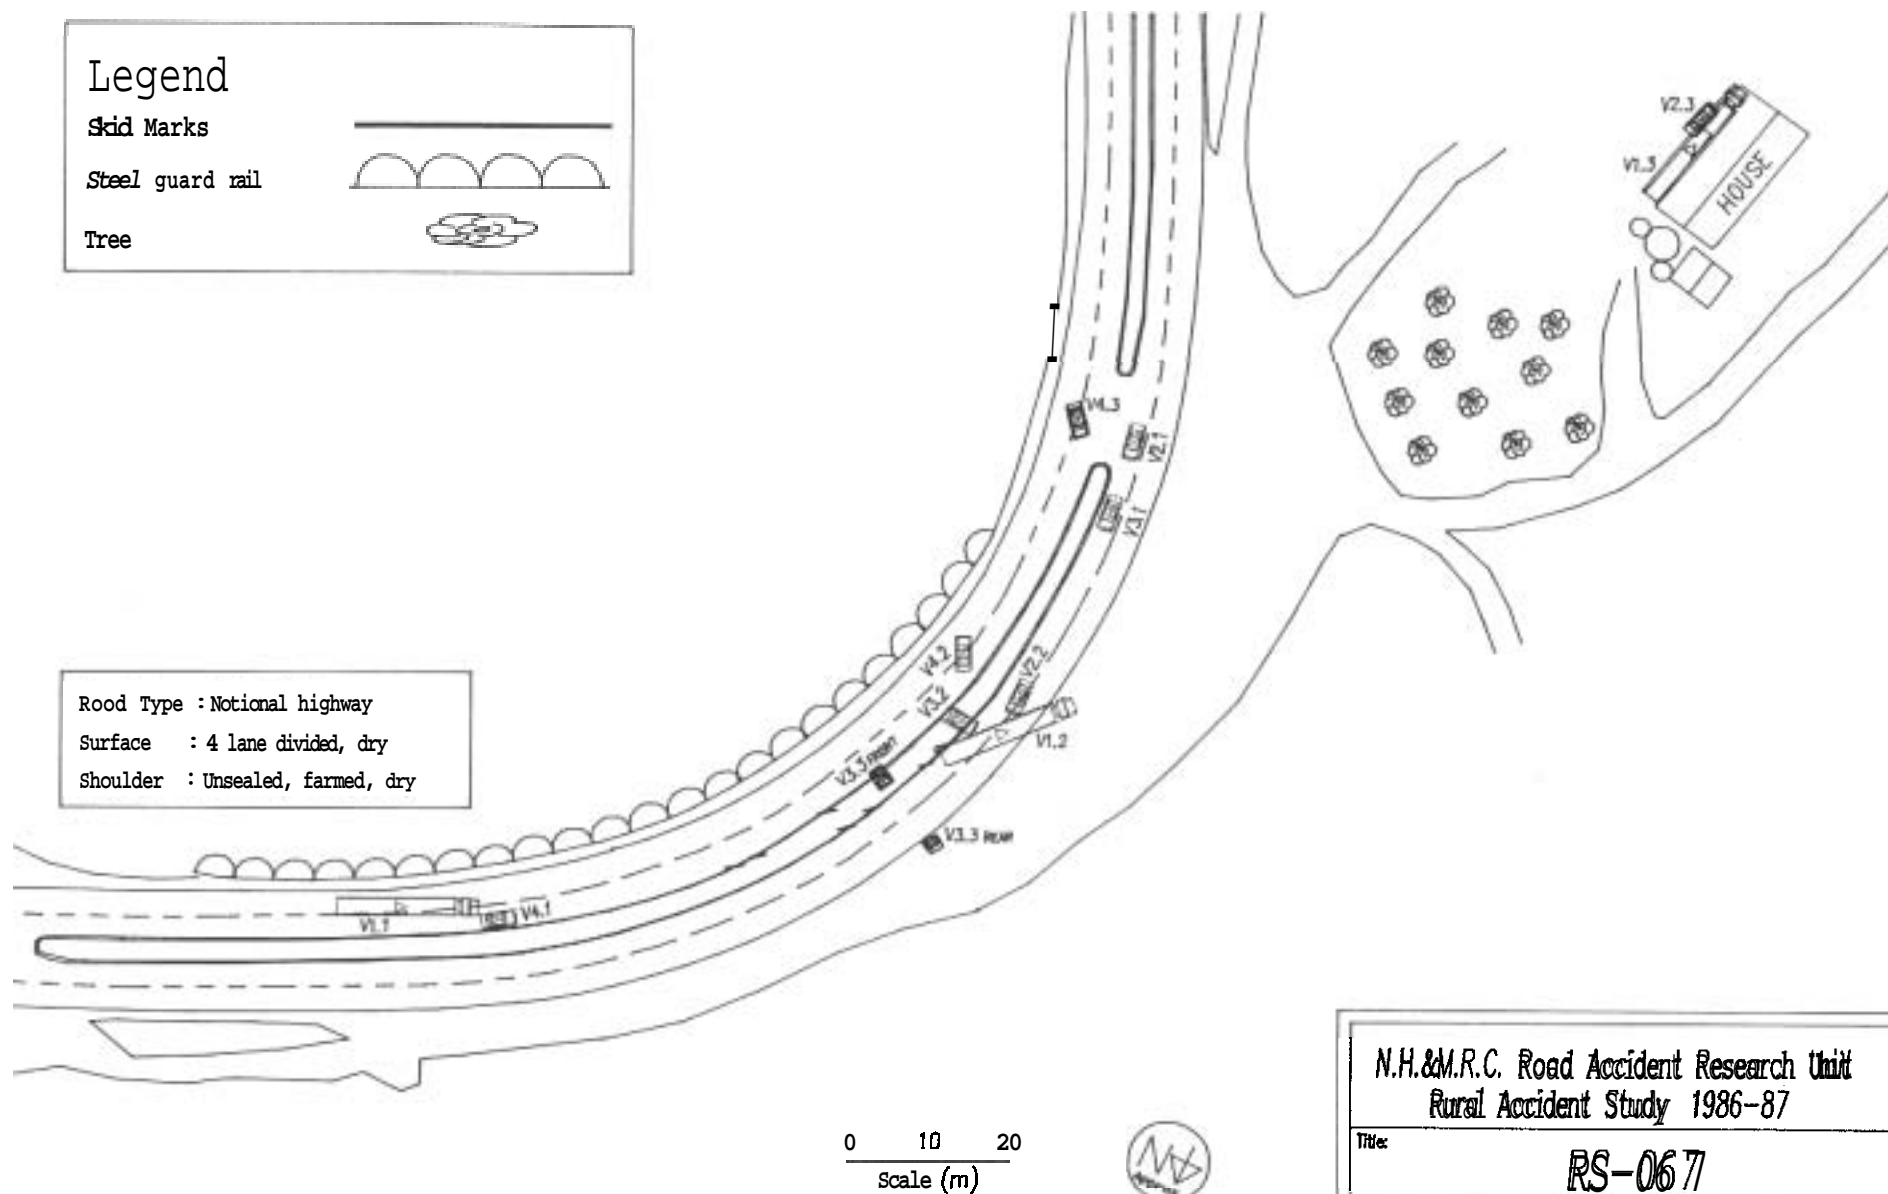 Legend
Skid Marks
Steel guard rail
Tree
V2.3
V1.3
HOUSE
V4.3
V2.1
V3.1
V4.2
V2.2
V3.2
V1.2
V3.3 FRONT
V3.3 REAR
V4.1
V1.1
Rood Type : Notional highway
Surface : 4 lane divided, dry
Shoulder : Unsealed, farmed, dry
0 10 20
Scale (m)
N.H.&M.R.C. Road Accident Research Unit
Rural Accident Study 1986-87
Title:
RS-067